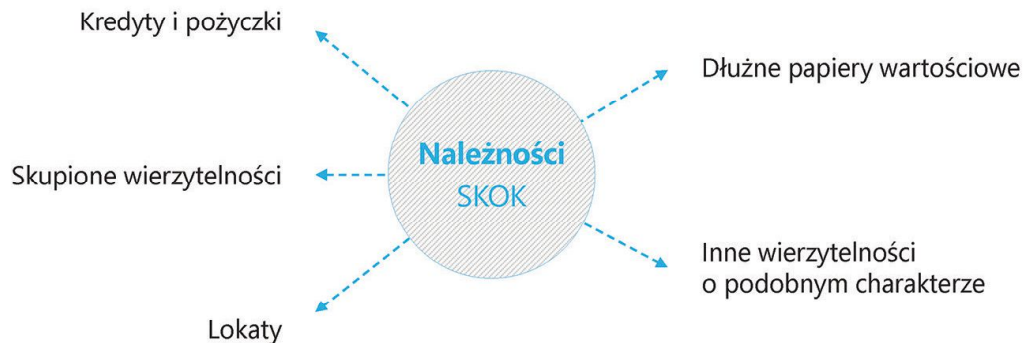 Kredyty i pożyczki
Dłużne papiery wartościowe
Należności
SKOK
Skupione wierzytelności
Inne wierzytelności
o podobnym charakterze
Lokaty